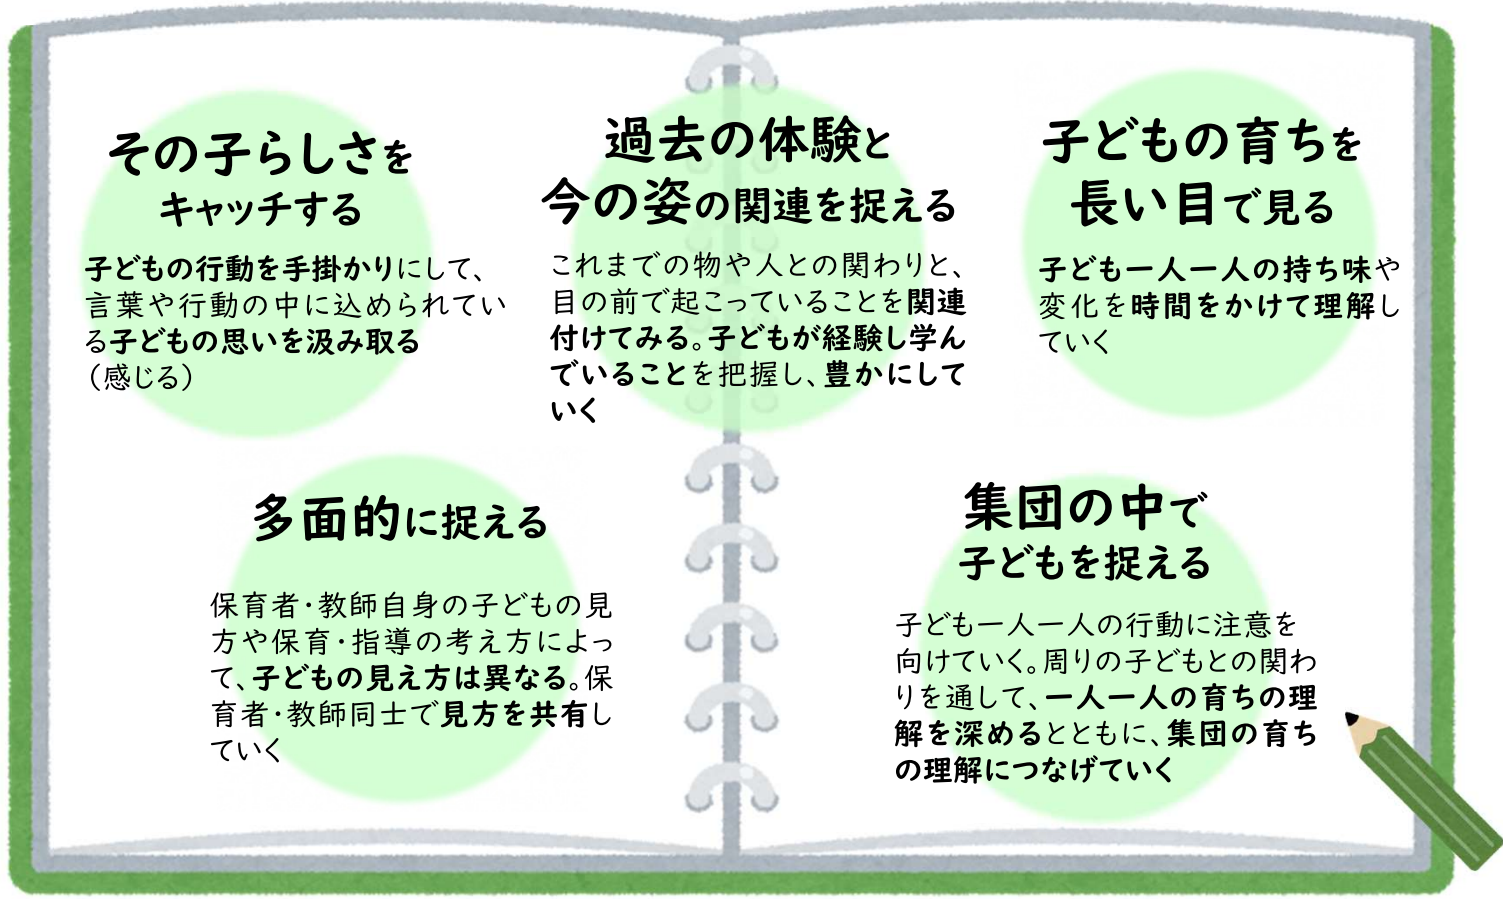 その子らしさを
キャッチする
子どもの行動を手掛かりにして、
言葉や行動の中に込められてい
る子どもの思いを汲み取る
（感じる）
過去の体験と
今の姿の関連を捉える
これまでの物や人との関わりと、
目の前で起こっていることを関連
付けてみる。子どもが経験し学ん
でいることを把握し、豊かにして
いく
子どもの育ちを
長い目で見る
子ども一人一人の持ち味や
変化を時間をかけて理解し
ていく
多面的に捉える
保育者・教師自身の子どもの見
方や保育・指導の考え方によっ
て、子どもの見え方は異なる。保
育者・教師同士で見方を共有し
ていく
集団の中で
子どもを捉える
子ども一人一人の行動に注意を
向けていく。周りの子どもとの関わ
りを通して、一人一人の育ちの理
解を深めるとともに、集団の育ち
の理解につなげていく